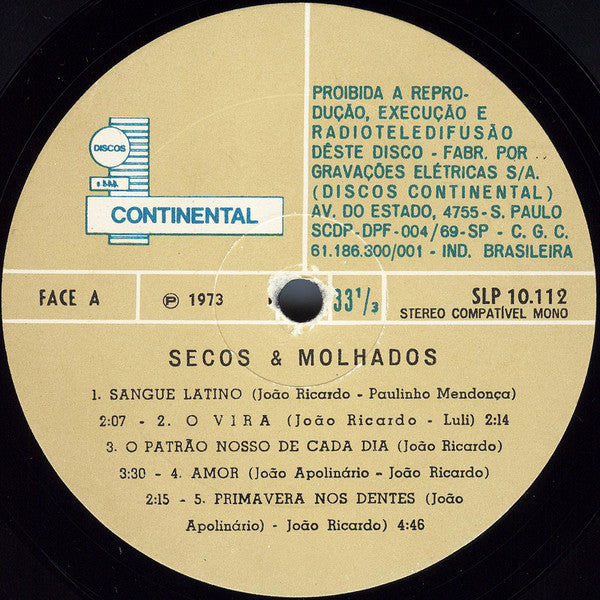 DISCOS
CONTINENTAL
PROIBIDA A REPRO-
DUÇÃO, EXECUÇÃO E
RADIOTELEDIFUSÃO
DÊSTE DISCO - FABR. POR
GRAVAÇÕES ELÉTRICAS S/A.
(DISCOS CONTINENTAL)
AV. DO ESTADO, 4755 - S. PAULO
SCDP - DPF - 004/69 - SP - C. G. C.
61.186.300/001 - IND. BRASILEIRA
FACE A
℗ 1973
33 1/3
SLP 10.112
STEREO COMPATÍVEL MONO
SECOS & MOLHADOS
1. SANGUE LATINO (João Ricardo - Paulinho Mendonça)
2:07 - 2. O VIRA (João Ricardo - Luli) 2:14
3. O PATRÃO NOSSO DE CADA DIA (João Ricardo)
3:30 - 4. AMOR (João Apolinário - João Ricardo)
2:15 - 5. PRIMAVERA NOS DENTES (João
Apolinário) - João Ricardo) 4:46